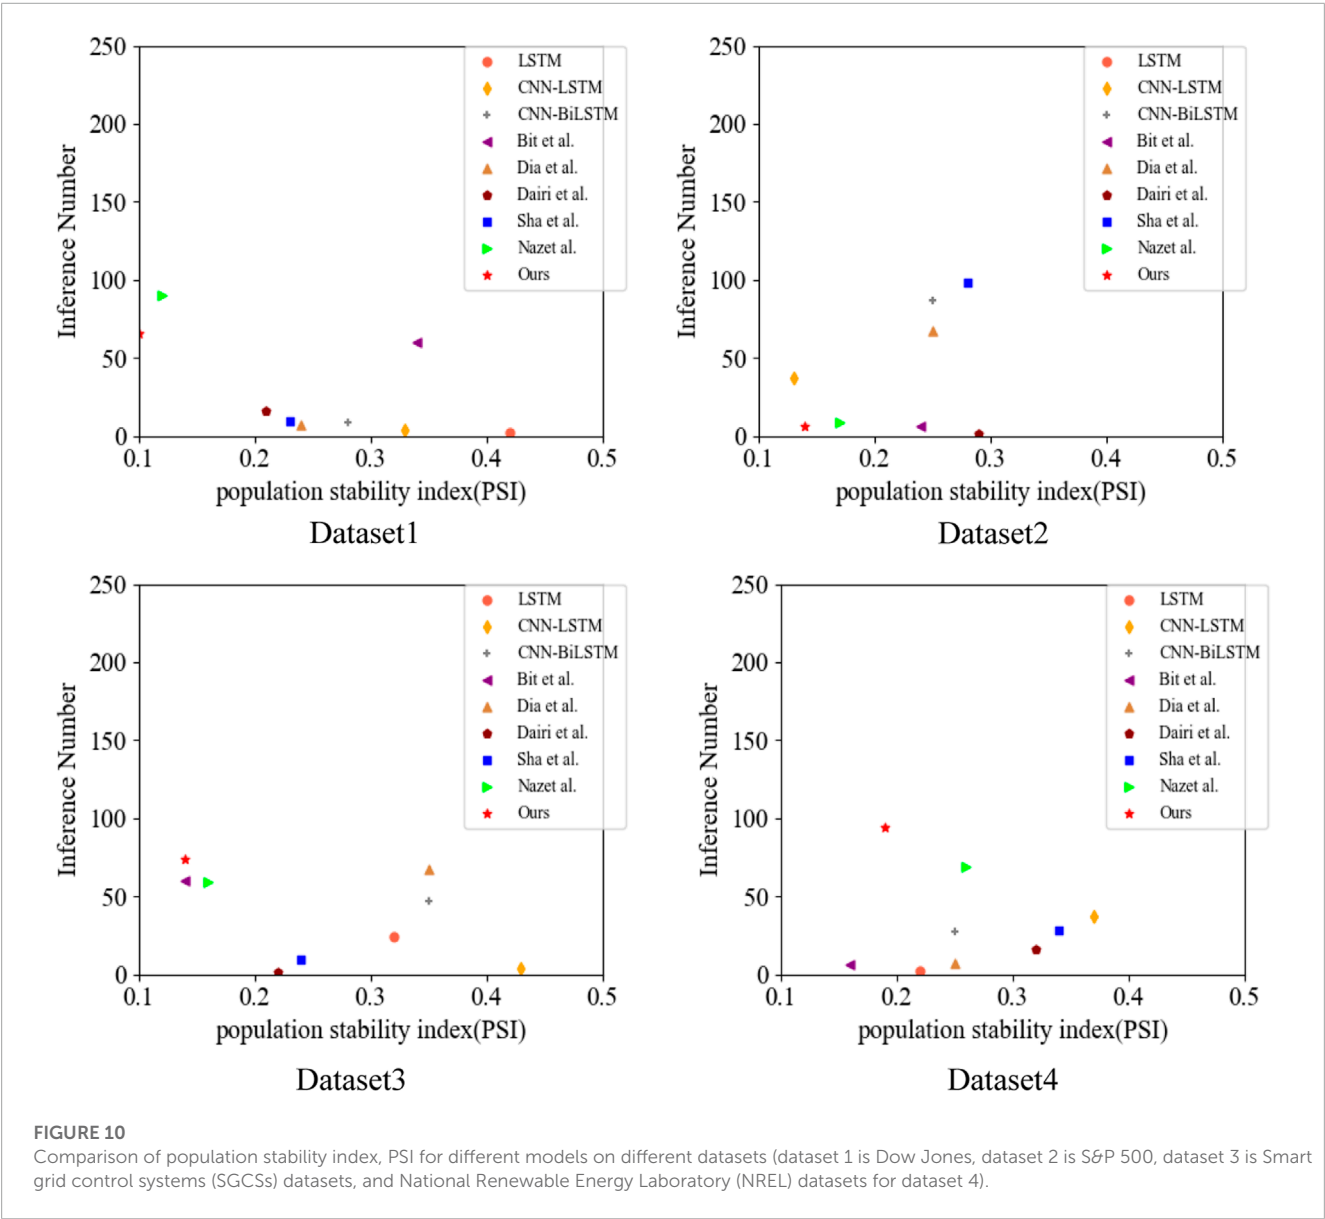 250
200
150
100
50
0
Inference Number
0.1 0.2 0.3 0.4 0.5
population stability index(PSI)
LSTM
CNN-LSTM
CNN-BiLSTM
Bit et al.
Dia et al.
Dairi et al.
Sha et al.
Nazet al.
Ours
Dataset1
250
200
150
100
50
0
Inference Number
0.1 0.2 0.3 0.4 0.5
population stability index(PSI)
LSTM
CNN-LSTM
CNN-BiLSTM
Bit et al.
Dia et al.
Dairi et al.
Sha et al.
Nazet al.
Ours
Dataset2
250
200
150
100
50
0
Inference Number
0.1 0.2 0.3 0.4 0.5
population stability index(PSI)
LSTM
CNN-LSTM
CNN-BiLSTM
Bit et al.
Dia et al.
Dairi et al.
Sha et al.
Nazet al.
Ours
Dataset3
250
200
150
100
50
0
Inference Number
0.1 0.2 0.3 0.4 0.5
population stability index(PSI)
LSTM
CNN-LSTM
CNN-BiLSTM
Bit et al.
Dia et al.
Dairi et al.
Sha et al.
Nazet al.
Ours
Dataset4
FIGURE 10
Comparison of population stability index, PSI for different models on different datasets (dataset 1 is Dow Jones, dataset 2 is S&P 500, dataset 3 is Smart
grid control systems (SGCSs) datasets, and National Renewable Energy Laboratory (NREL) datasets for dataset 4).